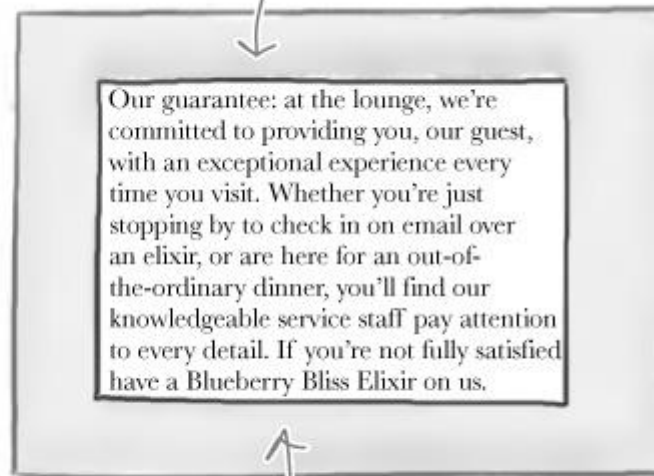 Our guarantee: at the lounge, we're
committed to providing you, our guest,
with an exceptional experience every
time you visit. Whether you're just
stopping by to check in on email over
an elixir, or are here for an out-of-
the-ordinary dinner, you'll find our
knowledgeable service staff pay attention
to every detail. If you're not fully satisfied
have a Blueberry Bliss Elixir on us.